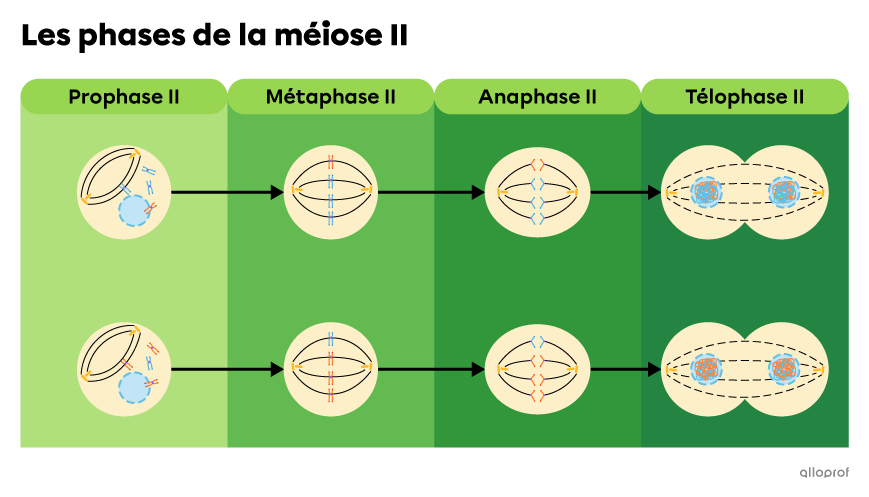 Les phases de la méiose II
Prophase II
Métaphase II
Anaphase II
Télophase II
alloprof